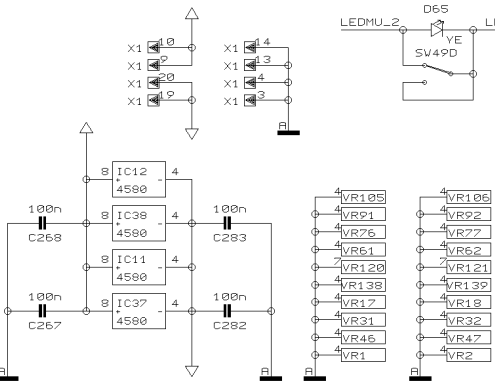 D65
LEDMU_2
YE
SW49D
X1 10
X1 9
X1 20
X1 19
X1 14
X1 13
X1 4
X1 3
A
8 IC12 4
+ -
4580
100n
C268
8 IC38 4
+ -
4580
100n
C283
8 IC11 4
+ -
4580
100n
C267
8 IC37 4
+ -
4580
100n
C282
A
A
4 VR105
4 VR91
4 VR76
4 VR61
7 VR120
4 VR138
4 VR17
4 VR31
4 VR46
4 VR1
A
4 VR106
4 VR92
4 VR77
4 VR62
7 VR121
4 VR139
4 VR18
4 VR32
4 VR47
4 VR2
A